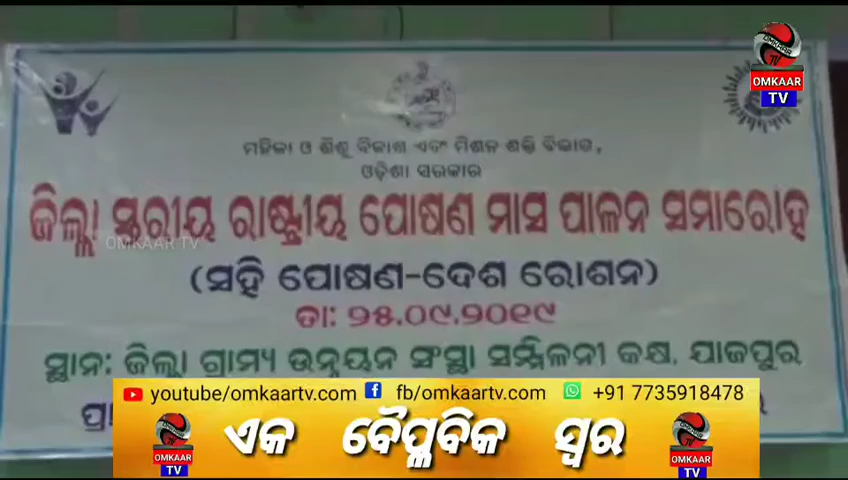 OMKAAR TV
ମହିଳା ଓ ଶିଶୁ ବିକାଶ ଏବଂ ମିଶନ ଶକ୍ତି ବିଭାଗ,
ଓଡ଼ିଶା ସରକାର
ଜିଲ୍ଲା ସ୍ତରୀୟ ରାଷ୍ଟ୍ରୀୟ ପୋଷଣ ମାସ ପାଳନ ସମାରୋହ
OMKAAR TV
(ସହି ପୋଷଣ-ଦେଶ ରୋଶନ)
ତା: ୨୫.୦୯.୨୦୧୯
ସ୍ଥାନ: ଜିଲ୍ଲା ଗ୍ରାମ୍ୟ ଉନ୍ନୟନ ସଂସ୍ଥା ସମ୍ମିଳନୀ କକ୍ଷ, ଯାଜପୁର
youtube/omkaartv.com fb/omkaartv.com +91 7735918478
OMKAAR TV ଏକ ବୈପ୍ଳବିକ ସ୍ୱର OMKAAR TV